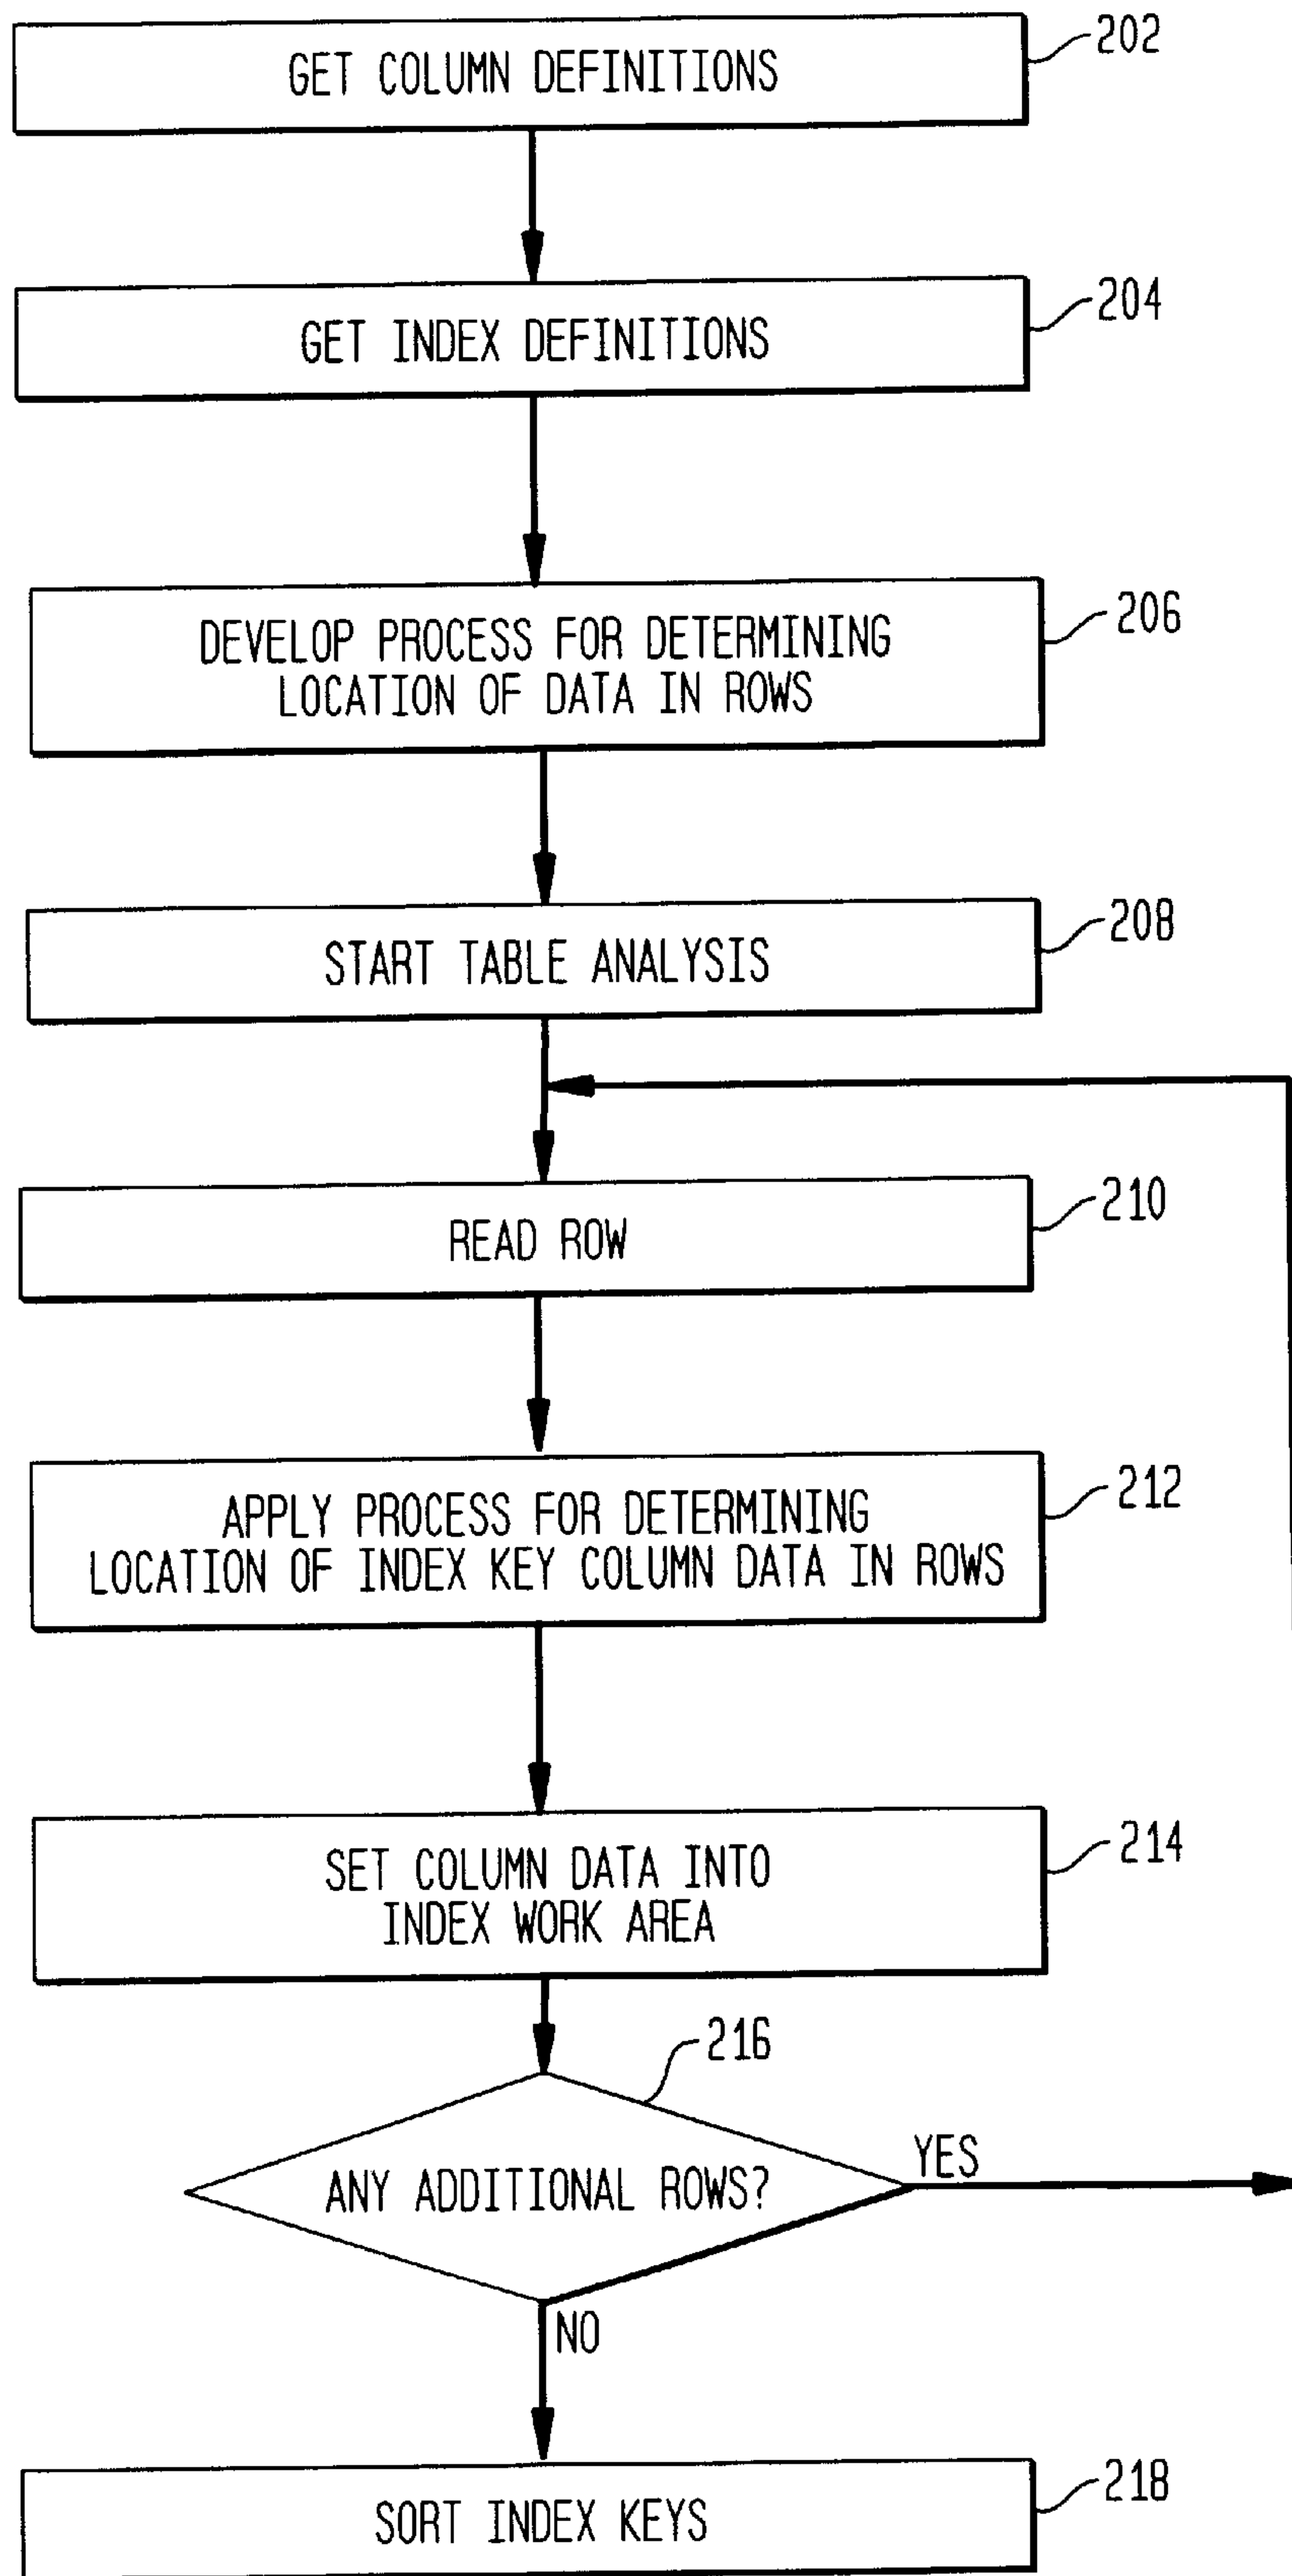 GET COLUMN DEFINITIONS
202
GET INDEX DEFINITIONS
204
DEVELOP PROCESS FOR DETERMINING
LOCATION OF DATA IN ROWS
206
START TABLE ANALYSIS
208
READ ROW
210
APPLY PROCESS FOR DETERMINING
LOCATION OF INDEX KEY COLUMN DATA IN ROWS
212
SET COLUMN DATA INTO
INDEX WORK AREA
214
216
ANY ADDITIONAL ROWS?
YES
NO
SORT INDEX KEYS
218